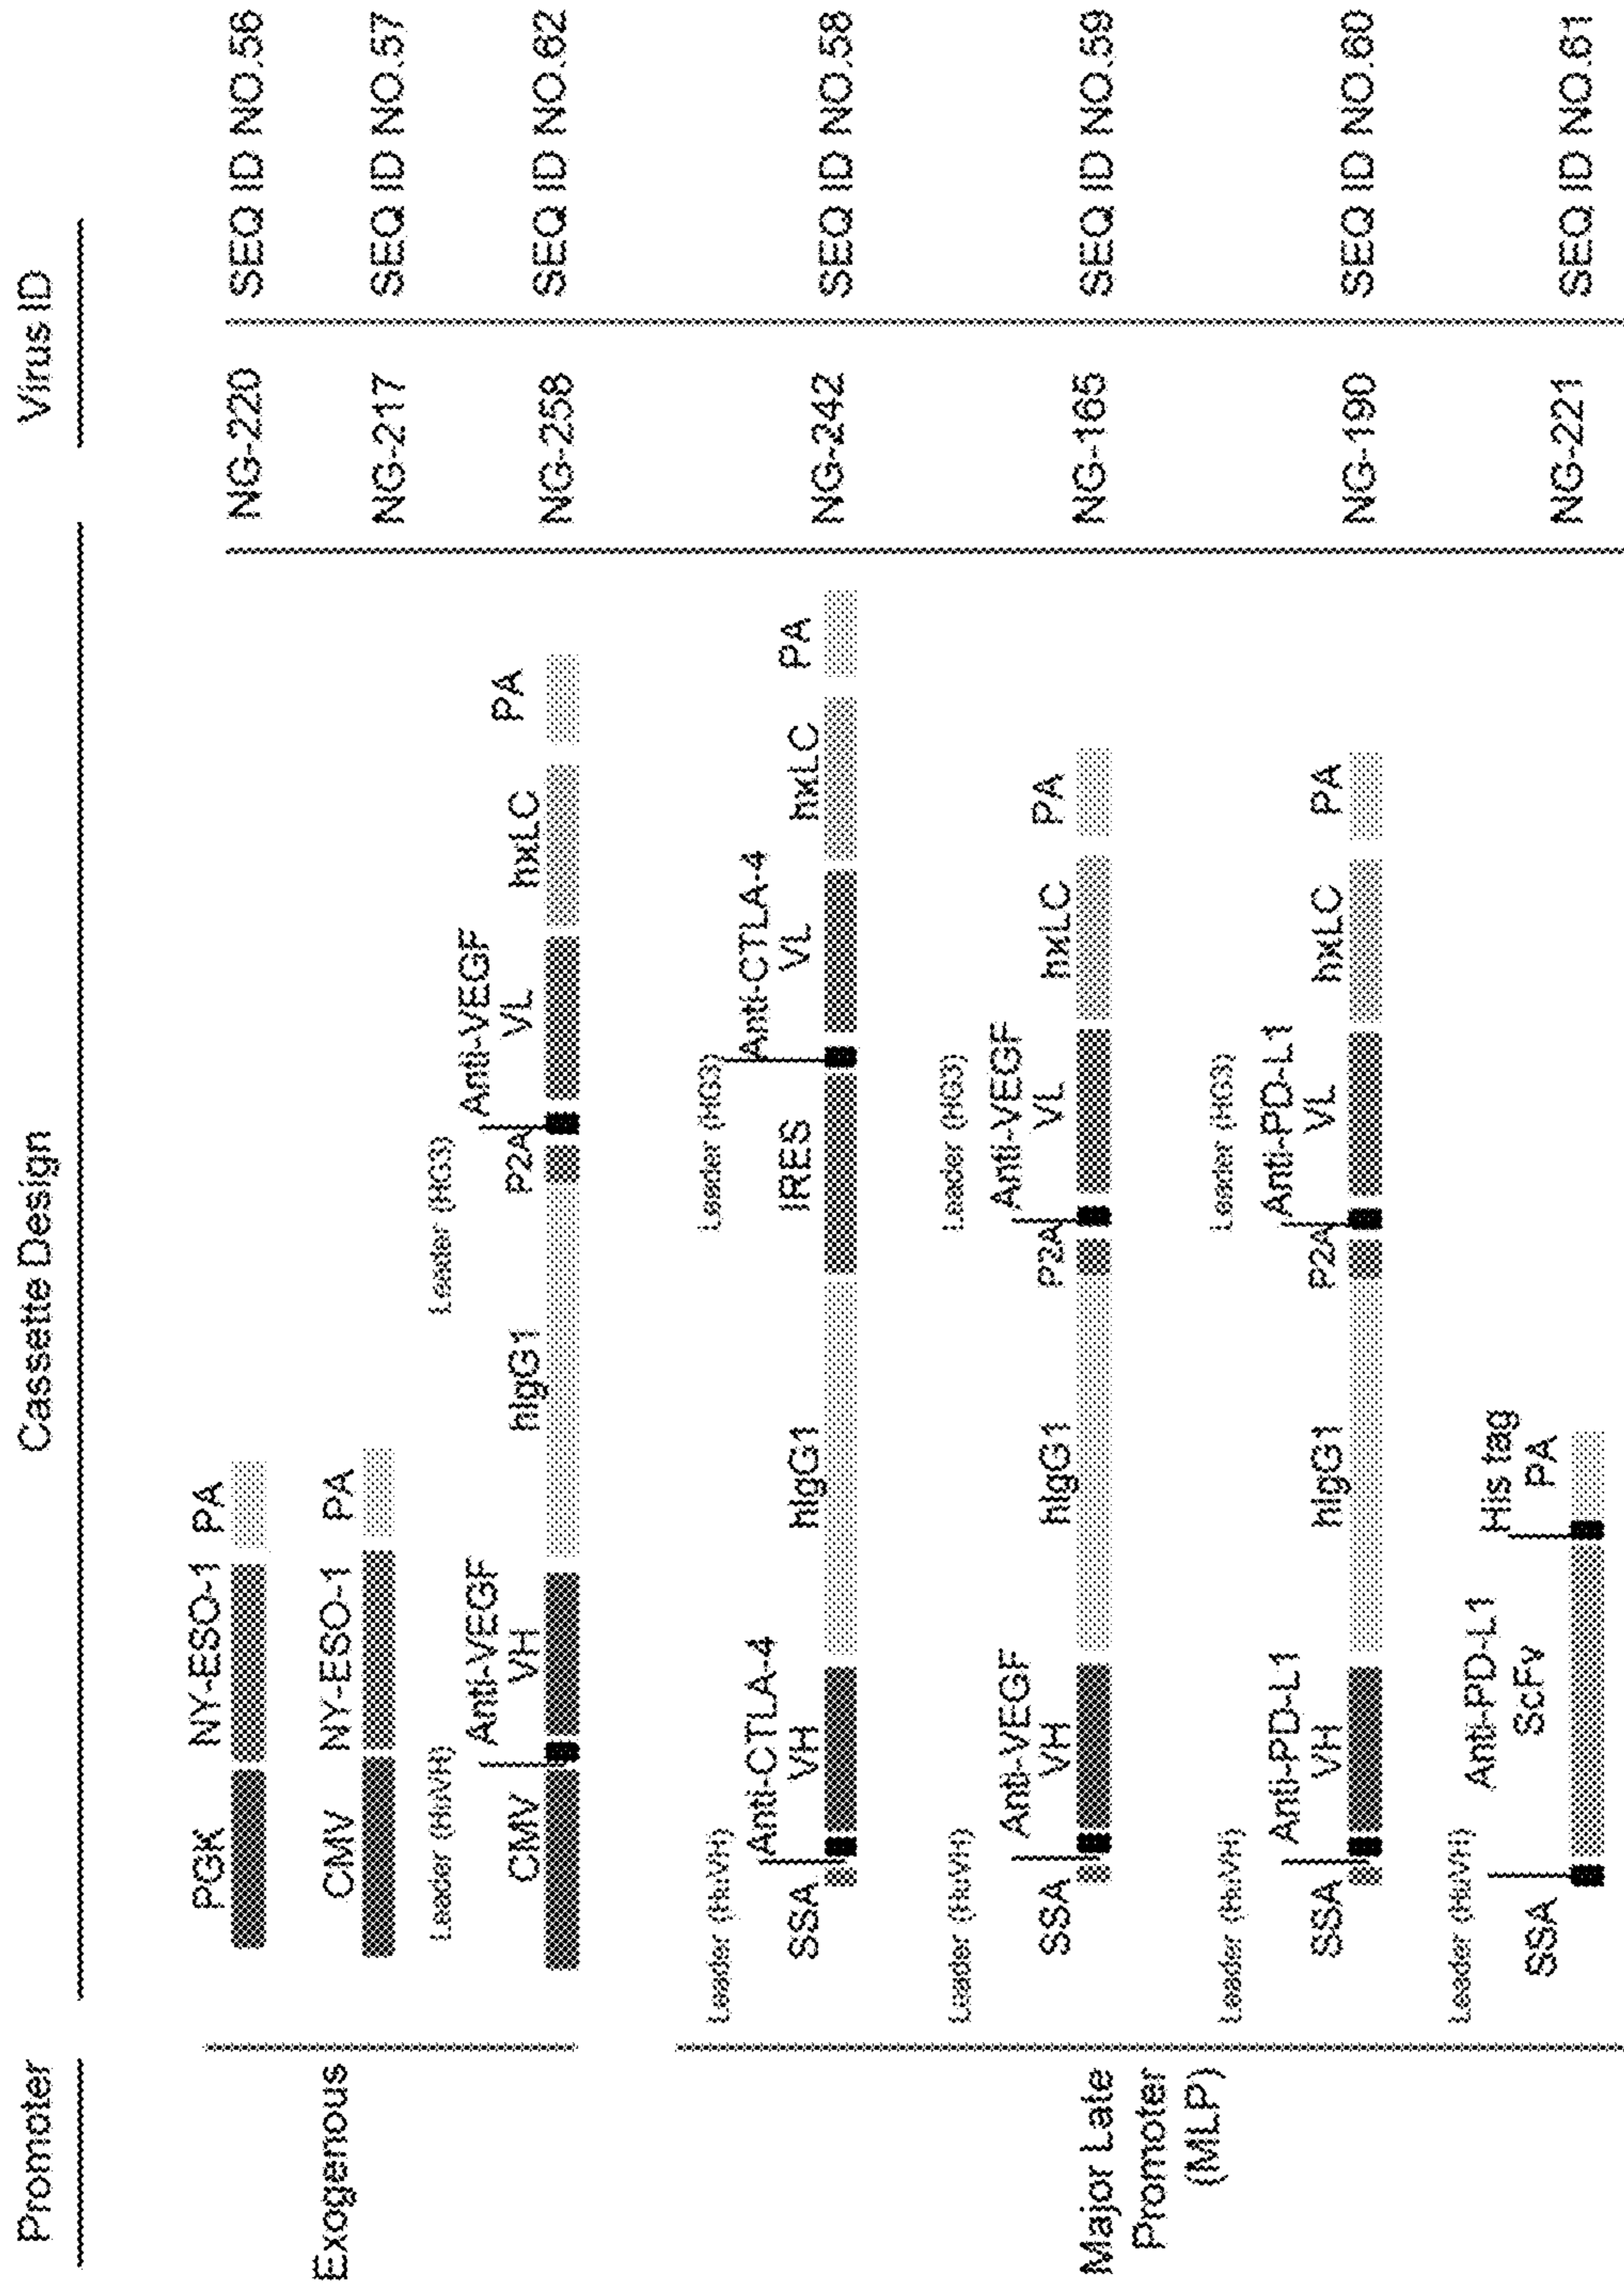 Promoter
Cassette Design
Virus ID
Exogenous
PGK NY-ESO-1 PA
NG-220
SEQ ID NO.56
CMV NY-ESO-1 PA
NG-217
SEQ ID NO.57
Leader (HuVH)
Leader (HG3)
Anti-VEGF
Anti-VEGF
CMV VH hIgG1 P2A VL hκLC PA
NG-258
SEQ ID NO.62
Major Late
Promoter
(MLP)
Leader (HuVH)
Leader (HG3)
Anti-CTLA-4
Anti-CTLA-4
SSA VH hIgG1 IRES VL hκLC PA
NG-242
SEQ ID NO.58
Leader (HuVH)
Leader (HG3)
Anti-VEGF
Anti-VEGF
SSA VH hIgG1 P2A VL hκLC PA
NG-165
SEQ ID NO.59
Leader (HuVH)
Leader (HG3)
Anti-PD-L1
Anti-PD-L1
SSA VH hIgG1 P2A VL hκLC PA
NG-190
SEQ ID NO.60
Leader (HuVH)
Anti-PD-L1
His tag
SSA ScFv PA
NG-221
SEQ ID NO.61